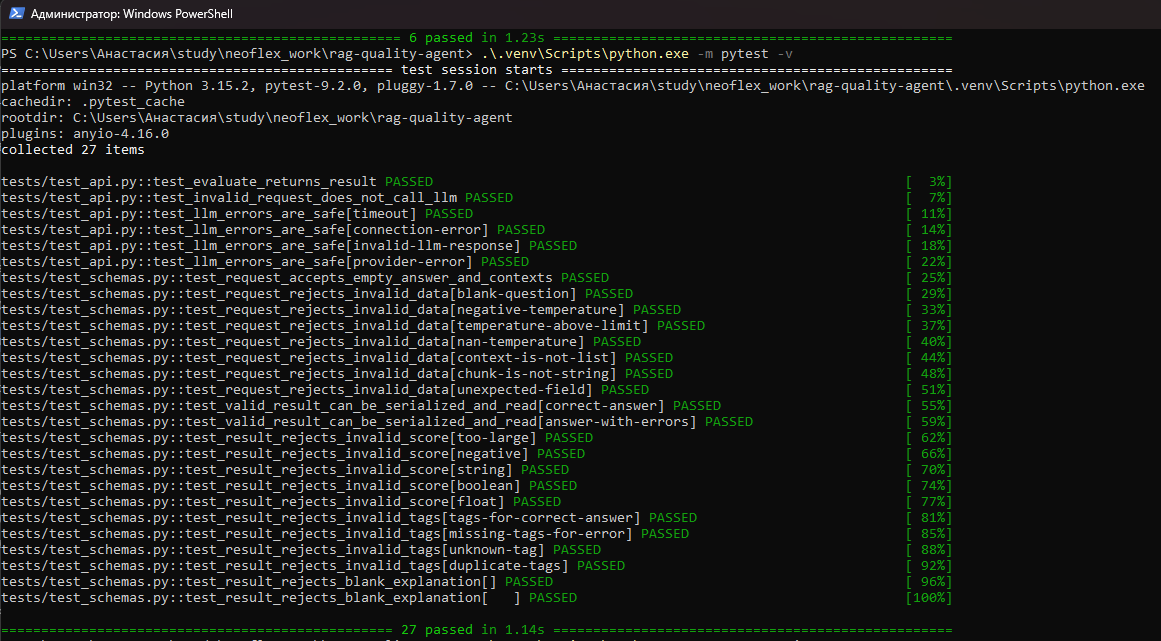 Администратор: Windows PowerShell
================================================= 6 passed in 1.23s ==================================================
PS C:\Users\Анастасия\study\neoflex_work\rag-quality-agent> .\.venv\Scripts\python.exe -m pytest -v
================================================ test session starts =================================================
platform win32 -- Python 3.15.2, pytest-9.2.0, pluggy-1.7.0 -- C:\Users\Анастасия\study\neoflex_work\rag-quality-agent\.venv\Scripts\python.exe
cachedir: .pytest_cache
rootdir: C:\Users\Анастасия\study\neoflex_work\rag-quality-agent
plugins: anyio-4.16.0
collected 27 items
tests/test_api.py::test_evaluate_returns_result PASSED [  3%]
tests/test_api.py::test_invalid_request_does_not_call_llm PASSED [  7%]
tests/test_api.py::test_llm_errors_are_safe[timeout] PASSED [ 11%]
tests/test_api.py::test_llm_errors_are_safe[connection-error] PASSED [ 14%]
tests/test_api.py::test_llm_errors_are_safe[invalid-llm-response] PASSED [ 18%]
tests/test_api.py::test_llm_errors_are_safe[provider-error] PASSED [ 22%]
tests/test_schemas.py::test_request_accepts_empty_answer_and_contexts PASSED [ 25%]
tests/test_schemas.py::test_request_rejects_invalid_data[blank-question] PASSED [ 29%]
tests/test_schemas.py::test_request_rejects_invalid_data[negative-temperature] PASSED [ 33%]
tests/test_schemas.py::test_request_rejects_invalid_data[temperature-above-limit] PASSED [ 37%]
tests/test_schemas.py::test_request_rejects_invalid_data[nan-temperature] PASSED [ 40%]
tests/test_schemas.py::test_request_rejects_invalid_data[context-is-not-list] PASSED [ 44%]
tests/test_schemas.py::test_request_rejects_invalid_data[chunk-is-not-string] PASSED [ 48%]
tests/test_schemas.py::test_request_rejects_invalid_data[unexpected-field] PASSED [ 51%]
tests/test_schemas.py::test_valid_result_can_be_serialized_and_read[correct-answer] PASSED [ 55%]
tests/test_schemas.py::test_valid_result_can_be_serialized_and_read[answer-with-errors] PASSED [ 59%]
tests/test_schemas.py::test_result_rejects_invalid_score[too-large] PASSED [ 62%]
tests/test_schemas.py::test_result_rejects_invalid_score[negative] PASSED [ 66%]
tests/test_schemas.py::test_result_rejects_invalid_score[string] PASSED [ 70%]
tests/test_schemas.py::test_result_rejects_invalid_score[boolean] PASSED [ 74%]
tests/test_schemas.py::test_result_rejects_invalid_score[float] PASSED [ 77%]
tests/test_schemas.py::test_result_rejects_invalid_tags[tags-for-correct-answer] PASSED [ 81%]
tests/test_schemas.py::test_result_rejects_invalid_tags[missing-tags-for-error] PASSED [ 85%]
tests/test_schemas.py::test_result_rejects_invalid_tags[unknown-tag] PASSED [ 88%]
tests/test_schemas.py::test_result_rejects_invalid_tags[duplicate-tags] PASSED [ 92%]
tests/test_schemas.py::test_result_rejects_blank_explanation[] PASSED [ 96%]
tests/test_schemas.py::test_result_rejects_blank_explanation[   ] PASSED [100%]
================================================ 27 passed in 1.14s ==================================================